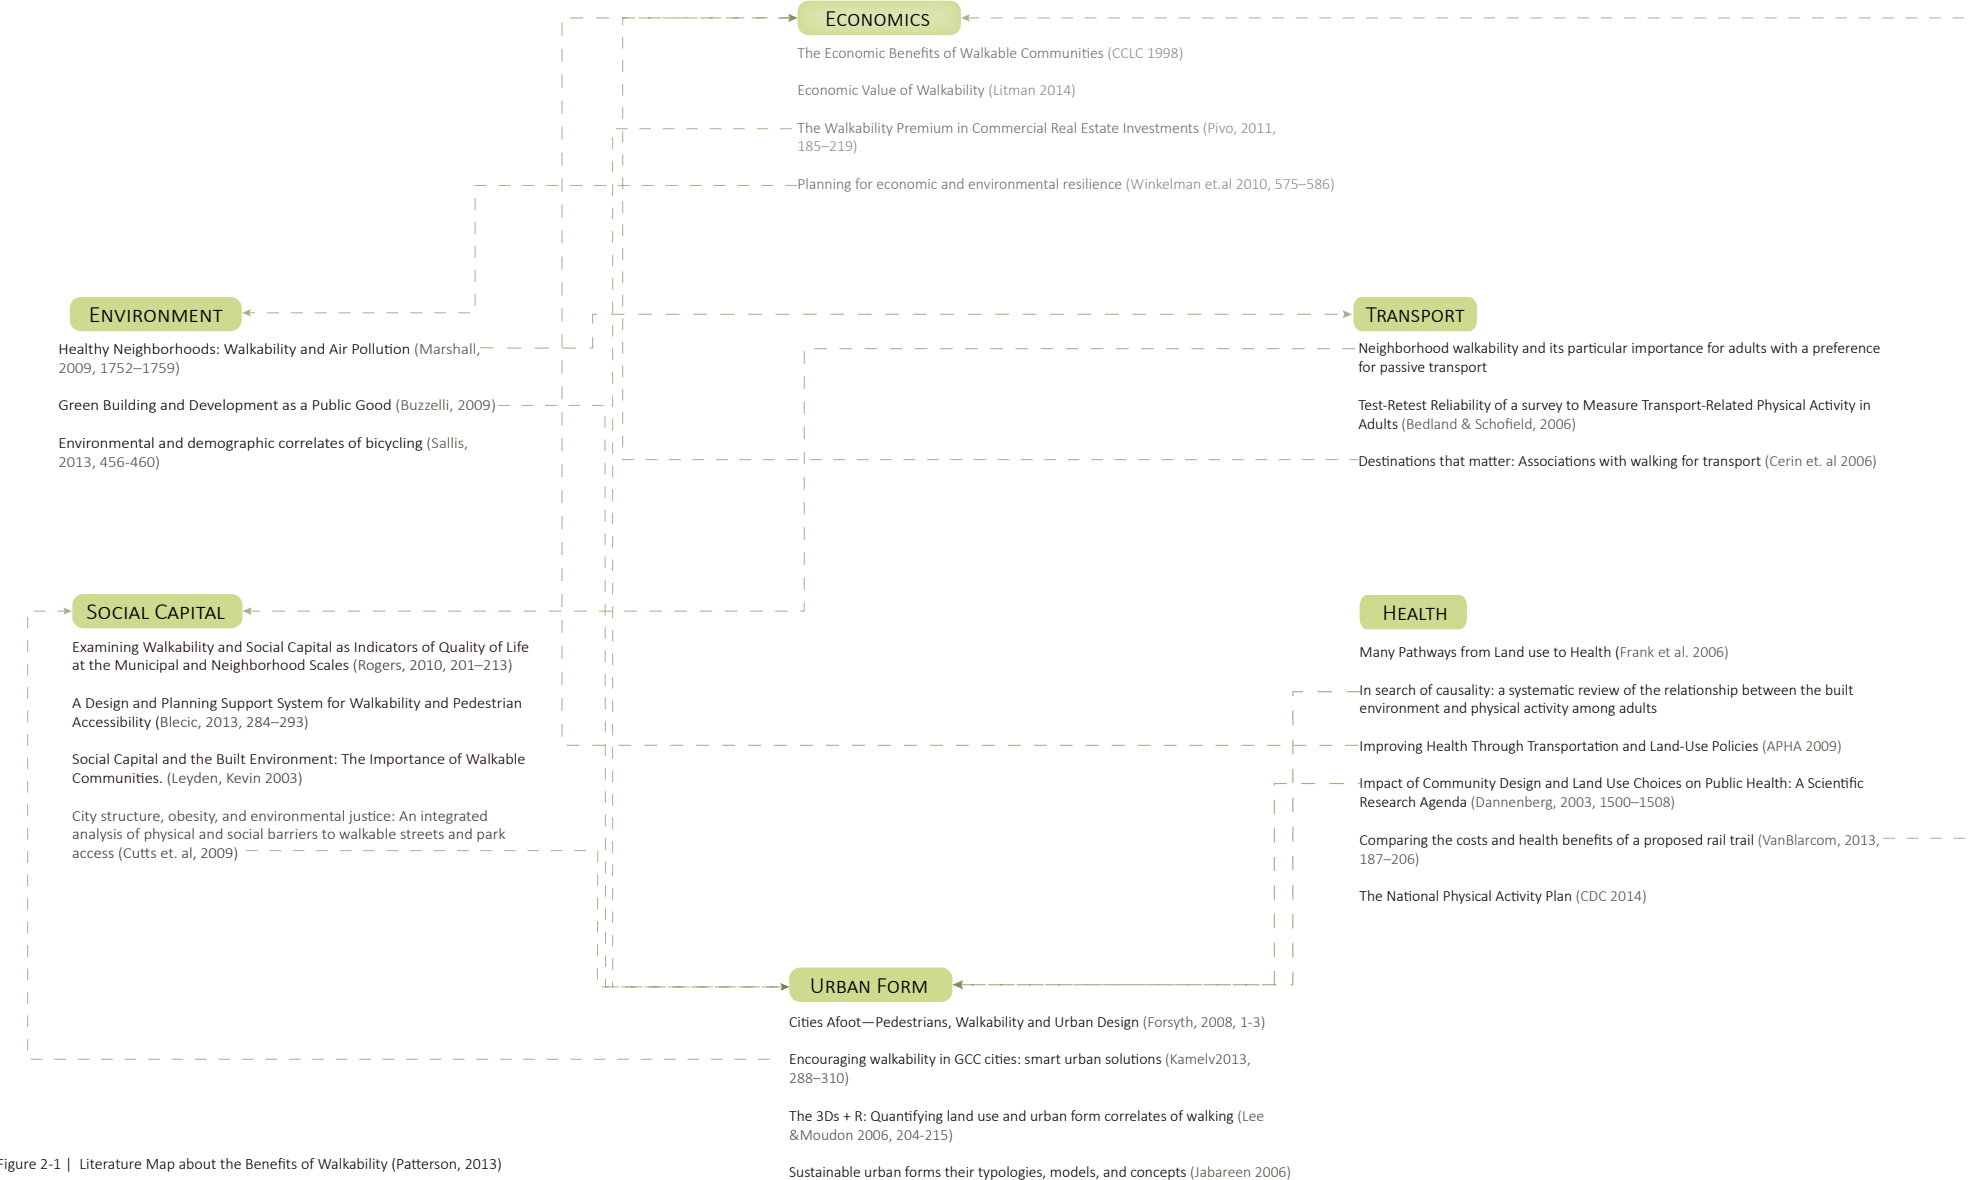 Economics
The Economic Benefits of Walkable Communities (CCLC 1998)
Economic Value of Walkability (Litman 2014)
The Walkability Premium in Commercial Real Estate Investments (Pivo, 2011,
185–219)
Planning for economic and environmental resilience (Winkelman et.al 2010, 575–586)
Environment
Healthy Neighborhoods: Walkability and Air Pollution (Marshall,
2009, 1752–1759)
Green Building and Development as a Public Good (Buzzelli, 2009)
Environmental and demographic correlates of bicycling (Sallis,
2013, 456-460)
Transport
Neighborhood walkability and its particular importance for adults with a preference
for passive transport
Test-Retest Reliability of a survey to Measure Transport-Related Physical Activity in
Adults (Bedland & Schofield, 2006)
Destinations that matter: Associations with walking for transport (Cerin et. al 2006)
Social Capital
Examining Walkability and Social Capital as Indicators of Quality of Life
at the Municipal and Neighborhood Scales (Rogers, 2010, 201–213)
A Design and Planning Support System for Walkability and Pedestrian
Accessibility (Blecic, 2013, 284–293)
Social Capital and the Built Environment: The Importance of Walkable
Communities. (Leyden, Kevin 2003)
City structure, obesity, and environmental justice: An integrated
analysis of physical and social barriers to walkable streets and park
access (Cutts et. al, 2009)
Health
Many Pathways from Land use to Health (Frank et al. 2006)
In search of causality: a systematic review of the relationship between the built
environment and physical activity among adults
Improving Health Through Transportation and Land-Use Policies (APHA 2009)
Impact of Community Design and Land Use Choices on Public Health: A Scientific
Research Agenda (Dannenberg, 2003, 1500–1508)
Comparing the costs and health benefits of a proposed rail trail (VanBlarcom, 2013,
187–206)
The National Physical Activity Plan (CDC 2014)
Urban Form
Cities Afoot—Pedestrians, Walkability and Urban Design (Forsyth, 2008, 1-3)
Encouraging walkability in GCC cities: smart urban solutions (Kamelv2013,
288–310)
The 3Ds + R: Quantifying land use and urban form correlates of walking (Lee
&Moudon 2006, 204-215)
Sustainable urban forms their typologies, models, and concepts (Jabareen 2006)
Figure 2-1 | Literature Map about the Benefits of Walkability (Patterson, 2013)